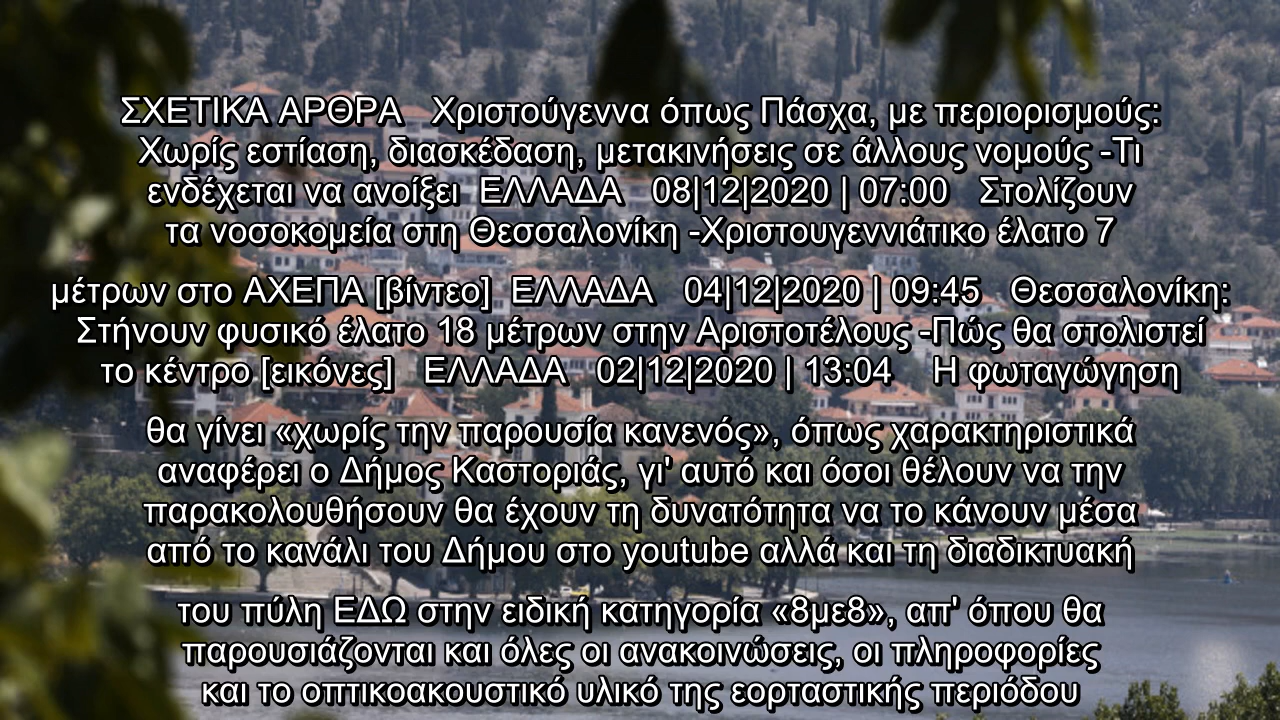 ΣΧΕΤΙΚΑ ΑΡΘΡΑ   Χριστούγεννα όπως Πάσχα, με περιορισμούς:
Χωρίς εστίαση, διασκέδαση, μετακινήσεις σε άλλους νομούς -Τι
ενδέχεται να ανοίξει  ΕΛΛΑΔΑ   08|12|2020 | 07:00   Στολίζουν
τα νοσοκομεία στη Θεσσαλονίκη -Χριστουγεννιάτικο έλατο 7
μέτρων στο ΑΧΕΠΑ [βίντεο]  ΕΛΛΑΔΑ   04|12|2020 | 09:45   Θεσσαλονίκη:
Στήνουν φυσικό έλατο 18 μέτρων στην Αριστοτέλους -Πώς θα στολιστεί
το κέντρο [εικόνες]   ΕΛΛΑΔΑ   02|12|2020 | 13:04    Η φωταγώγηση
θα γίνει «χωρίς την παρουσία κανενός», όπως χαρακτηριστικά
αναφέρει ο Δήμος Καστοριάς, γι' αυτό και όσοι θέλουν να την
παρακολουθήσουν θα έχουν τη δυνατότητα να το κάνουν μέσα
από το κανάλι του Δήμου στο youtube αλλά και τη διαδικτυακή
του πύλη ΕΔΩ στην ειδική κατηγορία «8με8», απ' όπου θα
παρουσιάζονται και όλες οι ανακοινώσεις, οι πληροφορίες
και το οπτικοακουστικό υλικό της εορταστικής περιόδου